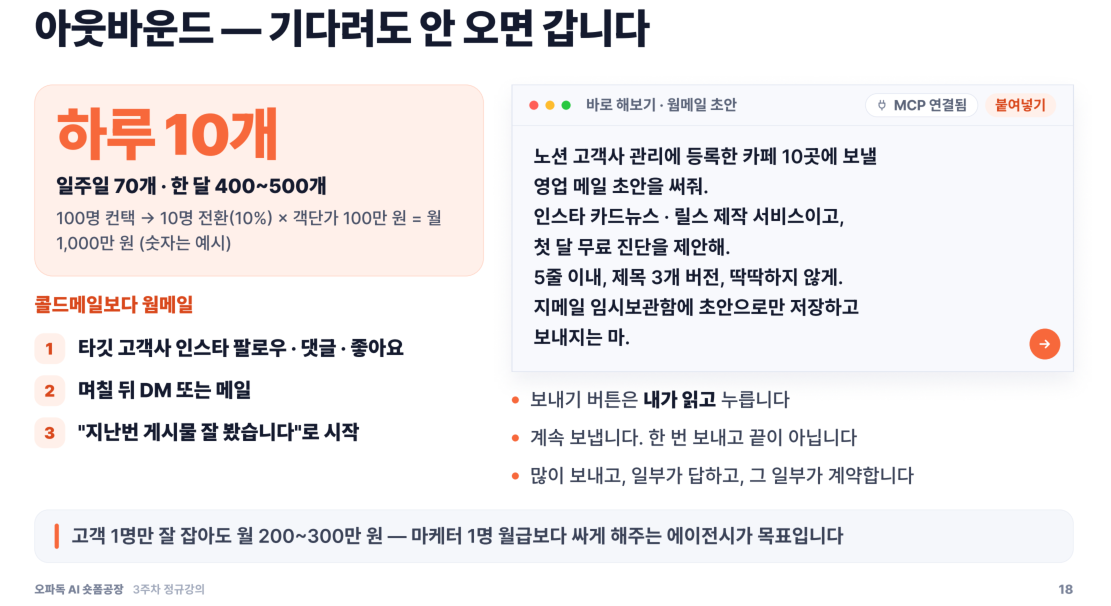 아웃바운드 — 기다려도 안 오면 갑니다
하루 10개
일주일 70개 · 한 달 400~500개
100명 컨택 → 10명 전환(10%) × 객단가 100만 원 = 월
1,000만 원 (숫자는 예시)
콜드메일보다 웜메일
1 타깃 고객사 인스타 팔로우 · 댓글 · 좋아요
2 며칠 뒤 DM 또는 메일
3 "지난번 게시물 잘 봤습니다"로 시작
바로 해보기 · 웜메일 초안 MCP 연결됨 붙여넣기
노션 고객사 관리에 등록한 카페 10곳에 보낼
영업 메일 초안을 써줘.
인스타 카드뉴스 · 릴스 제작 서비스이고,
첫 달 무료 진단을 제안해.
5줄 이내, 제목 3개 버전, 딱딱하지 않게.
지메일 임시보관함에 초안으로만 저장하고
보내지는 마.
→
• 보내기 버튼은 내가 읽고 누릅니다
• 계속 보냅니다. 한 번 보내고 끝이 아닙니다
• 많이 보내고, 일부가 답하고, 그 일부가 계약합니다
고객 1명만 잘 잡아도 월 200~300만 원 — 마케터 1명 월급보다 싸게 해주는 에이전시가 목표입니다
오파독 AI 숏폼공장 3주차 정규강의 18